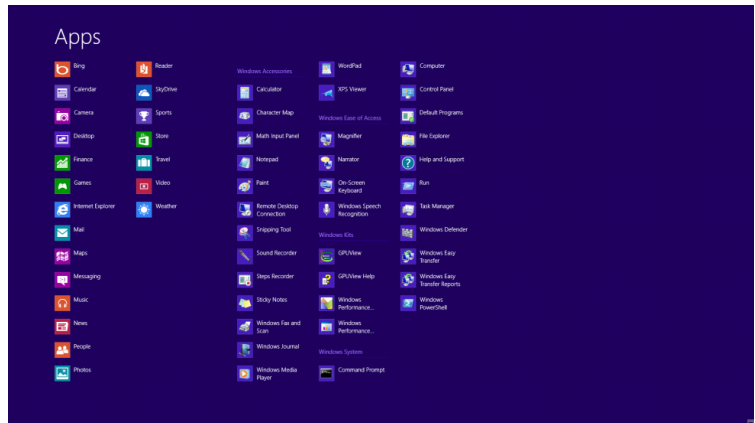 Apps
Bing
Calendar
Camera
Desktop
Finance
Games
Internet Explorer
Mail
Maps
Messaging
Music
News
People
Photos
Reader
SkyDrive
Sports
Store
Travel
Video
Weather
Windows Accessories
Calculator
Character Map
Math Input Panel
Notepad
Paint
Remote Desktop
Connection
Snipping Tool
Sound Recorder
Steps Recorder
Sticky Notes
Windows Fax and
Scan
Windows Journal
Windows Media
Player
WordPad
XPS Viewer
Windows Ease of Access
Magnifier
Narrator
On-Screen
Keyboard
Windows Speech
Recognition
Windows Kits
GPUView
GPUView Help
Windows
Performance...
Windows
Performance...
Windows System
Command Prompt
Computer
Control Panel
Default Programs
File Explorer
Help and Support
Run
Task Manager
Windows Defender
Windows Easy
Transfer
Windows Easy
Transfer Reports
Windows
PowerShell